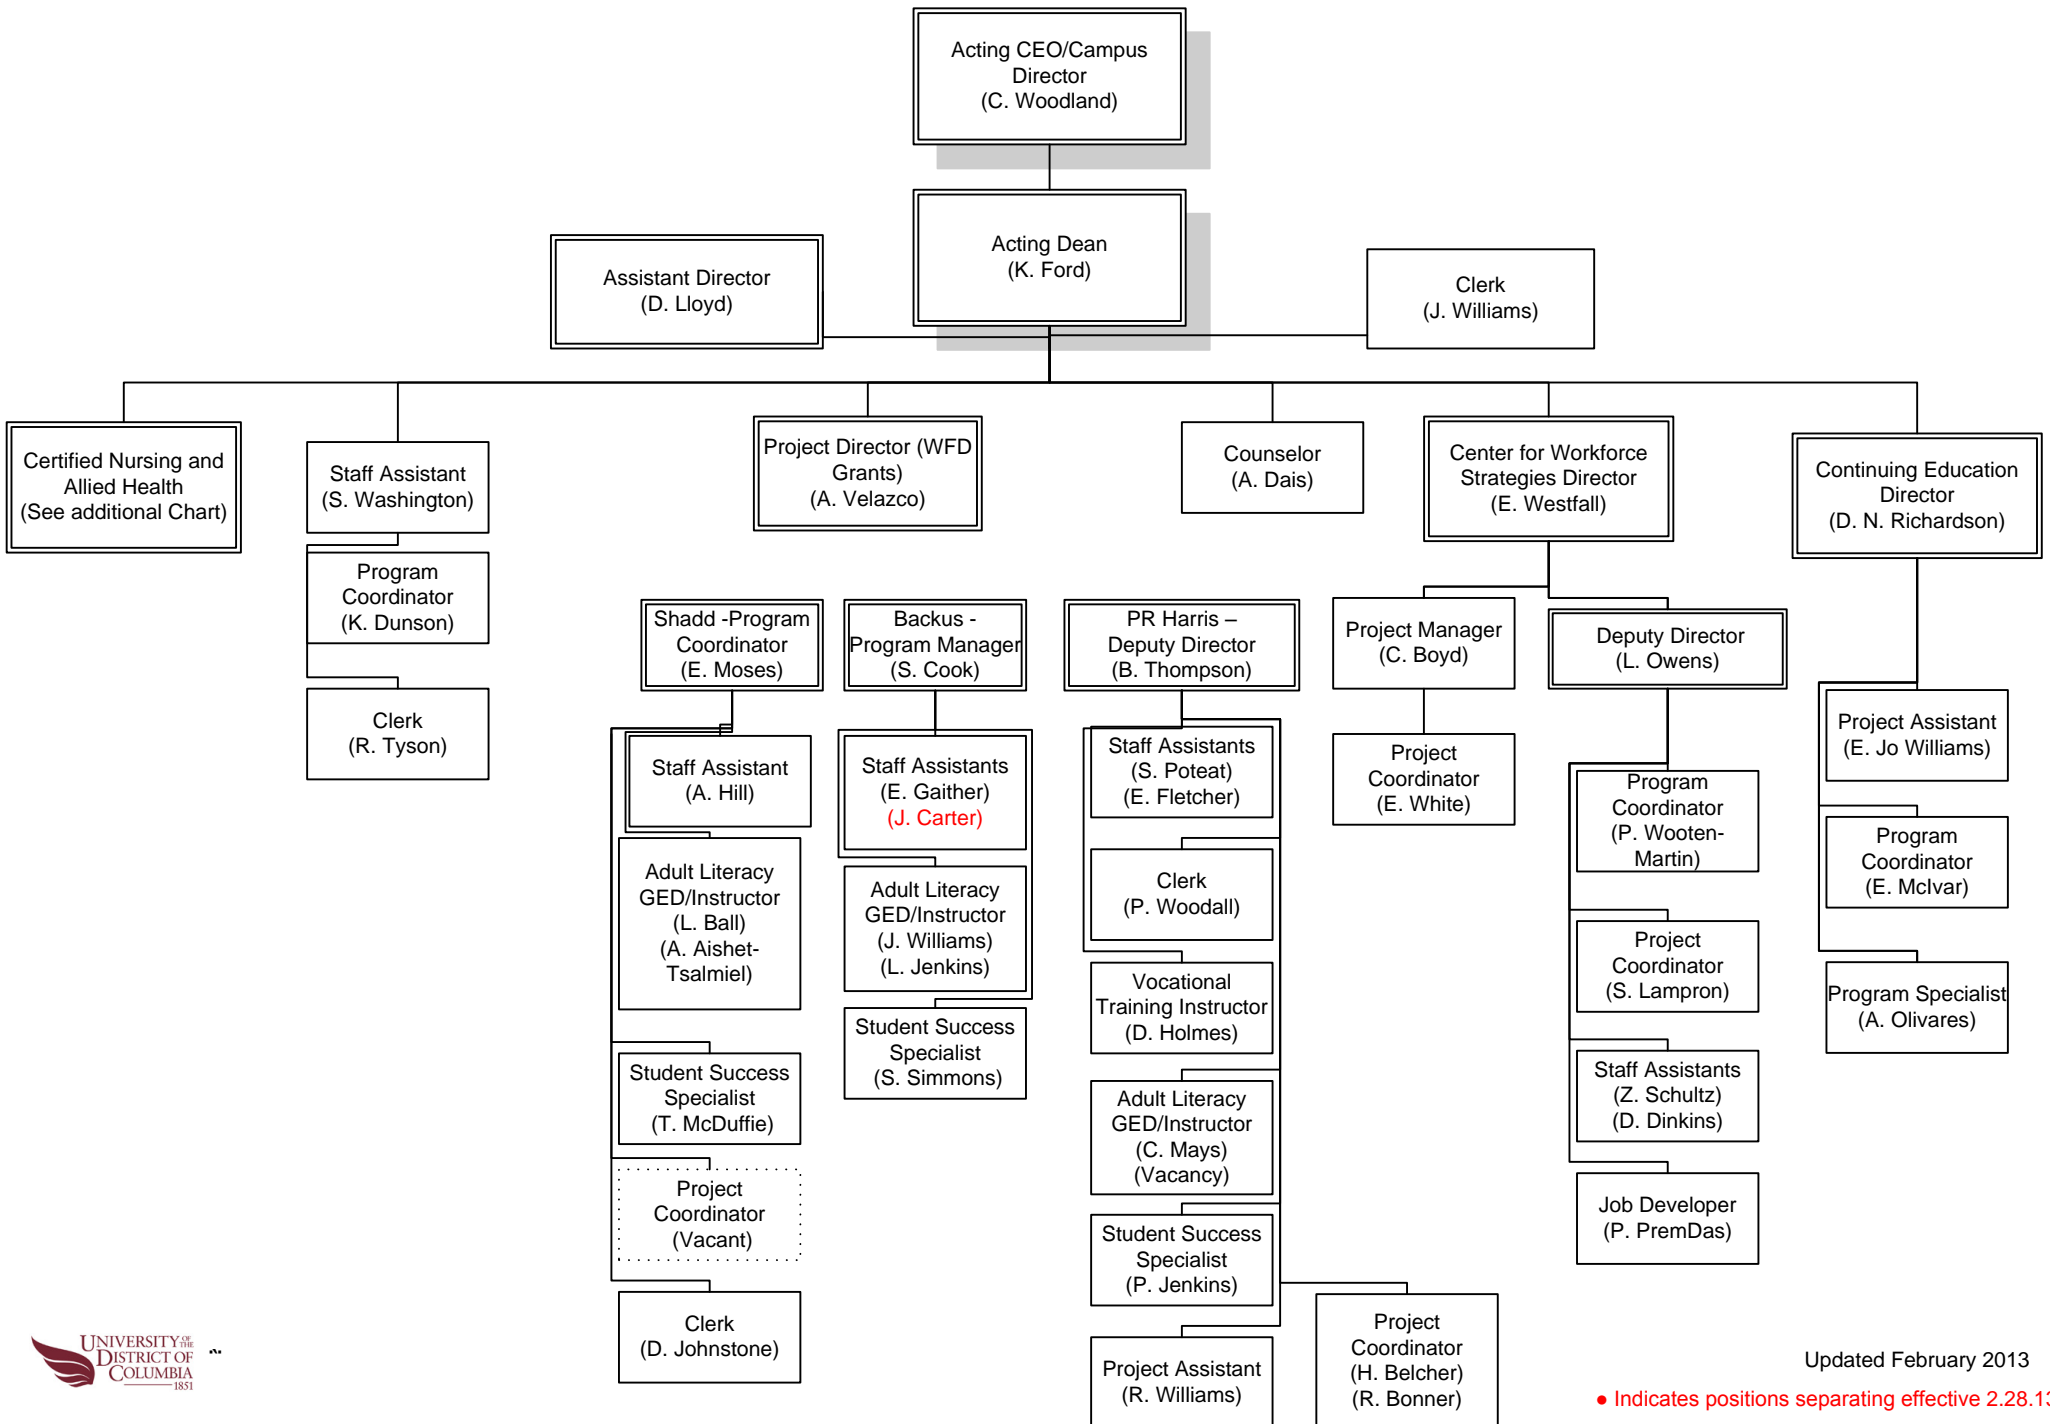 Acting CEO/Campus
Director
(C. Woodland)
Acting Dean
(K. Ford)
Assistant Director
(D. Lloyd)
Clerk
(J. Williams)
Certified Nursing and
Allied Health
(See additional Chart)
Staff Assistant
(S. Washington)
Project Director (WFD
Grants)
(A. Velazco)
Counselor
(A. Dais)
Center for Workforce
Strategies Director
(E. Westfall)
Continuing Education
Director
(D. N. Richardson)
Program
Coordinator
(K. Dunson)
Clerk
(R. Tyson)
Shadd -Program
Coordinator
(E. Moses)
Backus -
Program Manager
(S. Cook)
PR Harris –
Deputy Director
(B. Thompson)
Project Manager
(C. Boyd)
Deputy Director
(L. Owens)
Staff Assistant
(A. Hill)
Adult Literacy
GED/Instructor
(L. Ball)
(A. Aishet-
Tsalmiel)
Student Success
Specialist
(T. McDuffie)
Project
Coordinator
(Vacant)
Clerk
(D. Johnstone)
Staff Assistants
(E. Gaither)
(J. Carter)
Adult Literacy
GED/Instructor
(J. Williams)
(L. Jenkins)
Student Success
Specialist
(S. Simmons)
Staff Assistants
(S. Poteat)
(E. Fletcher)
Clerk
(P. Woodall)
Vocational
Training Instructor
(D. Holmes)
Adult Literacy
GED/Instructor
(C. Mays)
(Vacancy)
Student Success
Specialist
(P. Jenkins)
Project Assistant
(R. Williams)
Project
Coordinator
(H. Belcher)
(R. Bonner)
Project
Coordinator
(E. White)
Program
Coordinator
(P. Wooten-
Martin)
Project
Coordinator
(S. Lampron)
Staff Assistants
(Z. Schultz)
(D. Dinkins)
Job Developer
(P. PremDas)
Project Assistant
(E. Jo Williams)
Program
Coordinator
(E. McIvar)
Program Specialist
(A. Olivares)
UNIVERSITY OF THE
DISTRICT OF
COLUMBIA
1851
Updated February 2013
● Indicates positions separating effective 2.28.13